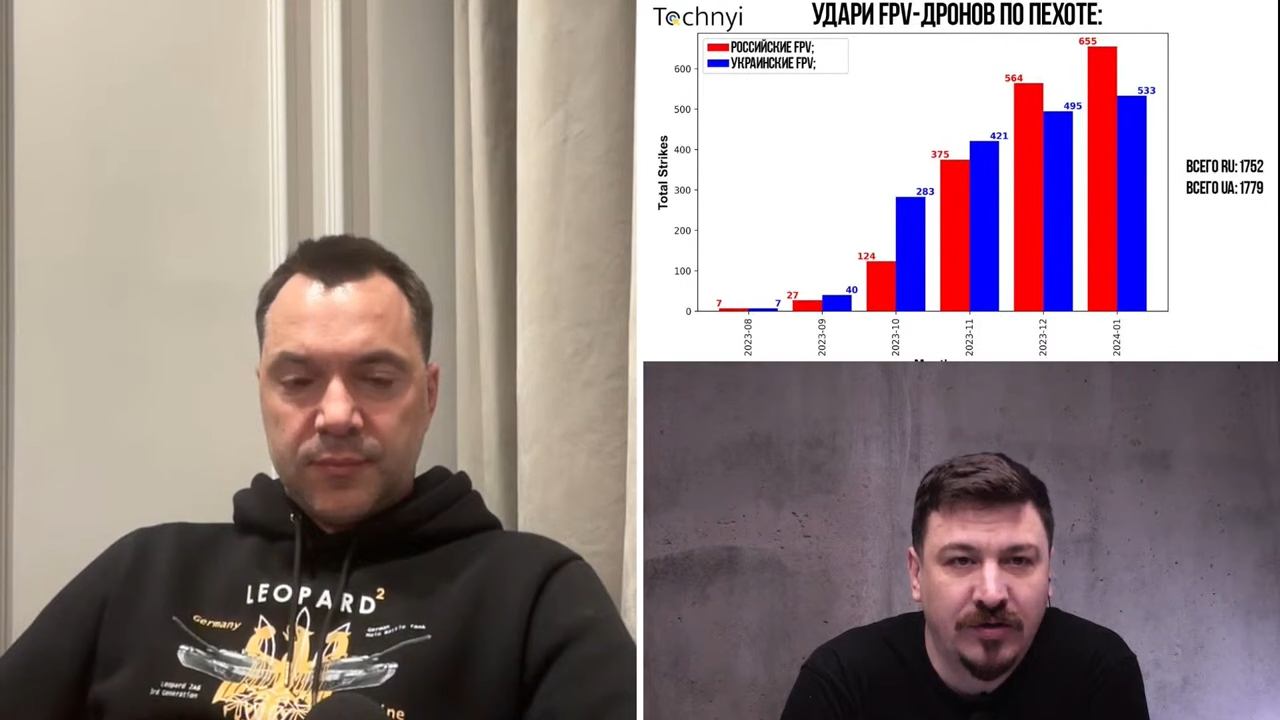 LEOPARD²
Germany
German
Main Battle Tank
Leopard 2a6
3rd Generation
Technyi
УДАРИ FPV-ДРОНОВ ПО ПЕХОТЕ:
РОССИЙСКИЕ FPV;
УКРАИНСКИЕ FPV;
Total Strikes
600
500
400
300
200
100
0
7
7
27
40
124
283
375
421
564
495
655
533
2023-08
2023-09
2023-10
2023-11
2023-12
2024-01
ВСЕГО RU: 1752
ВСЕГО UA: 1779